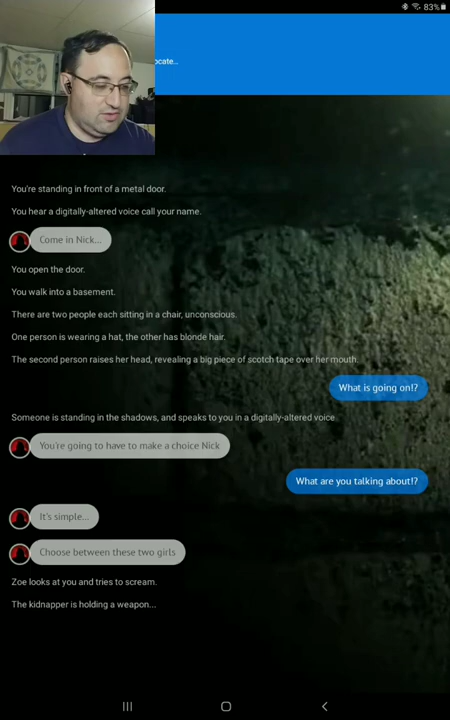 83%
ocate...
You're standing in front of a metal door.
You hear a digitally-altered voice call your name.
Come in Nick...
You open the door.
You walk into a basement.
There are two people each sitting in a chair, unconscious.
One person is wearing a hat, the other has blonde hair.
The second person raises her head, revealing a big piece of scotch tape over her mouth.
What is going on!?
Someone is standing in the shadows, and speaks to you in a digitally-altered voice
You're going to have to make a choice Nick
What are you talking about!?
It's simple...
Choose between these two girls
Zoe looks at you and tries to scream.
The kidnapper is holding a weapon...